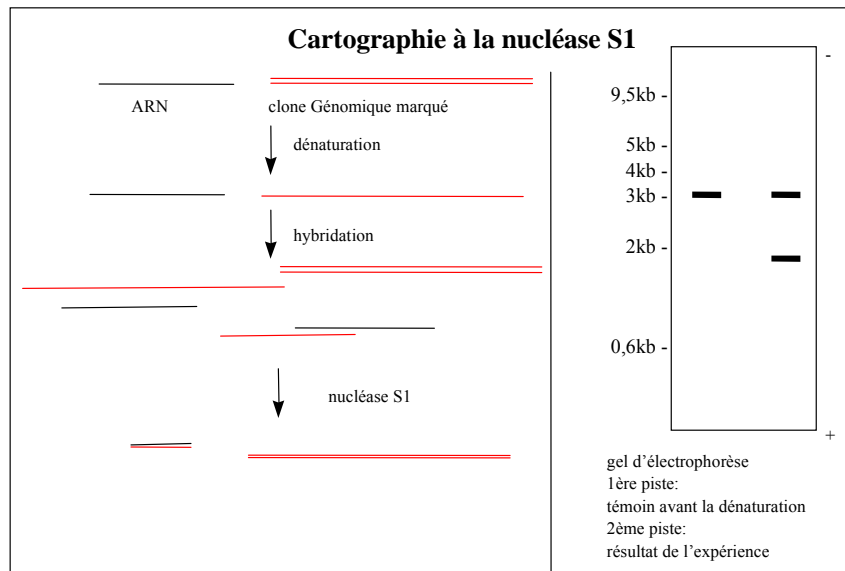 Cartographie à la nucléase S1
ARN
clone Génomique marqué
dénaturation
hybridation
nucléase S1
-
9,5kb -
5kb -
4kb -
3kb -
2kb -
0,6kb -
+
gel d'électrophorèse
1ère piste:
témoin avant la dénaturation
2ème piste:
résultat de l'expérience